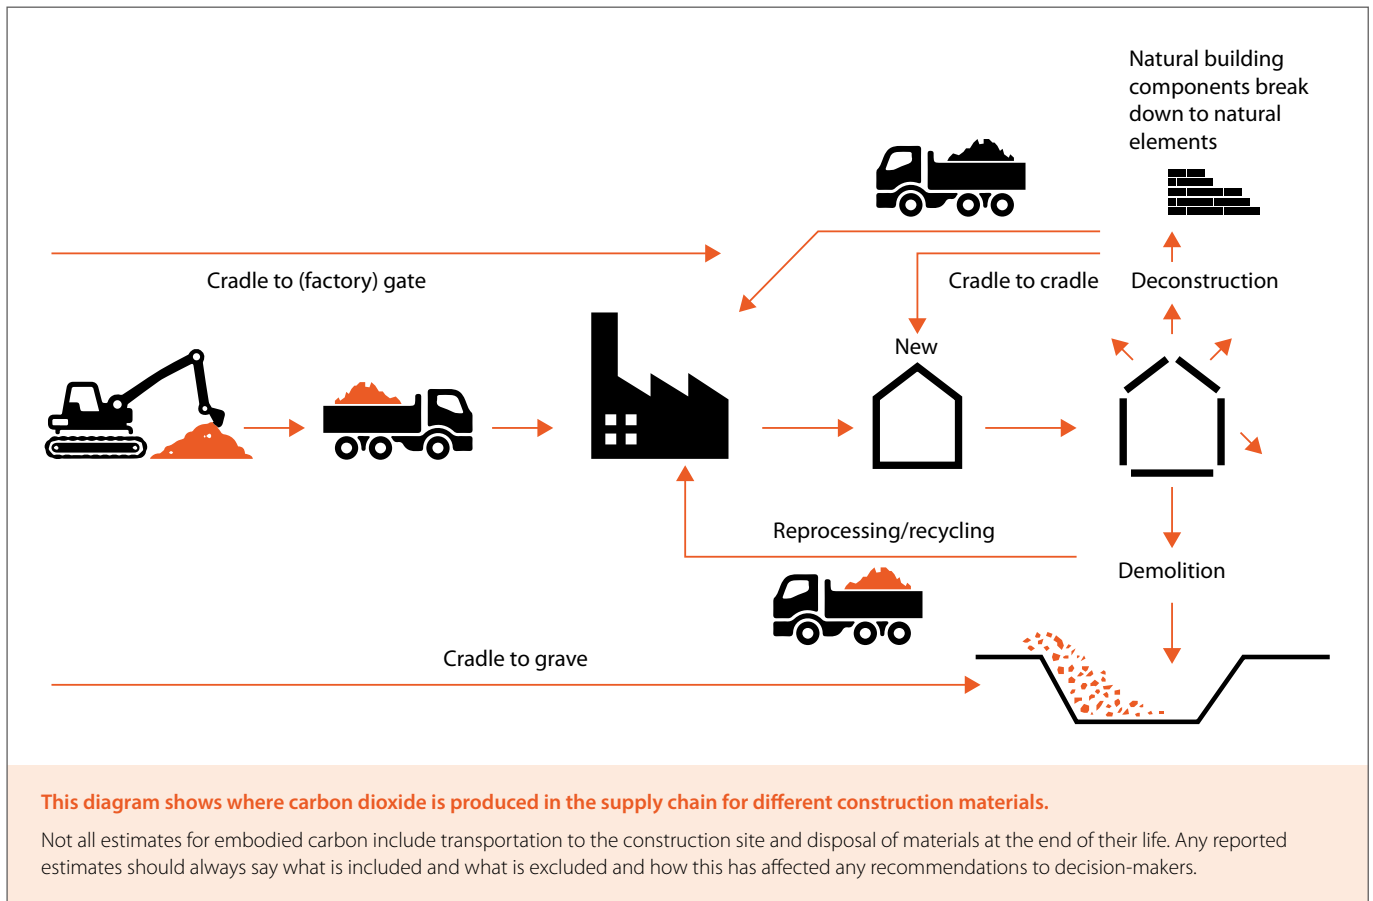 Natural building
components break
down to natural
elements
Cradle to (factory) gate
Cradle to cradle
Deconstruction
New
Reprocessing/recycling
Demolition
Cradle to grave
This diagram shows where carbon dioxide is produced in the supply chain for different construction materials.
Not all estimates for embodied carbon include transportation to the construction site and disposal of materials at the end of their life. Any reported
estimates should always say what is included and what is excluded and how this has affected any recommendations to decision-makers.